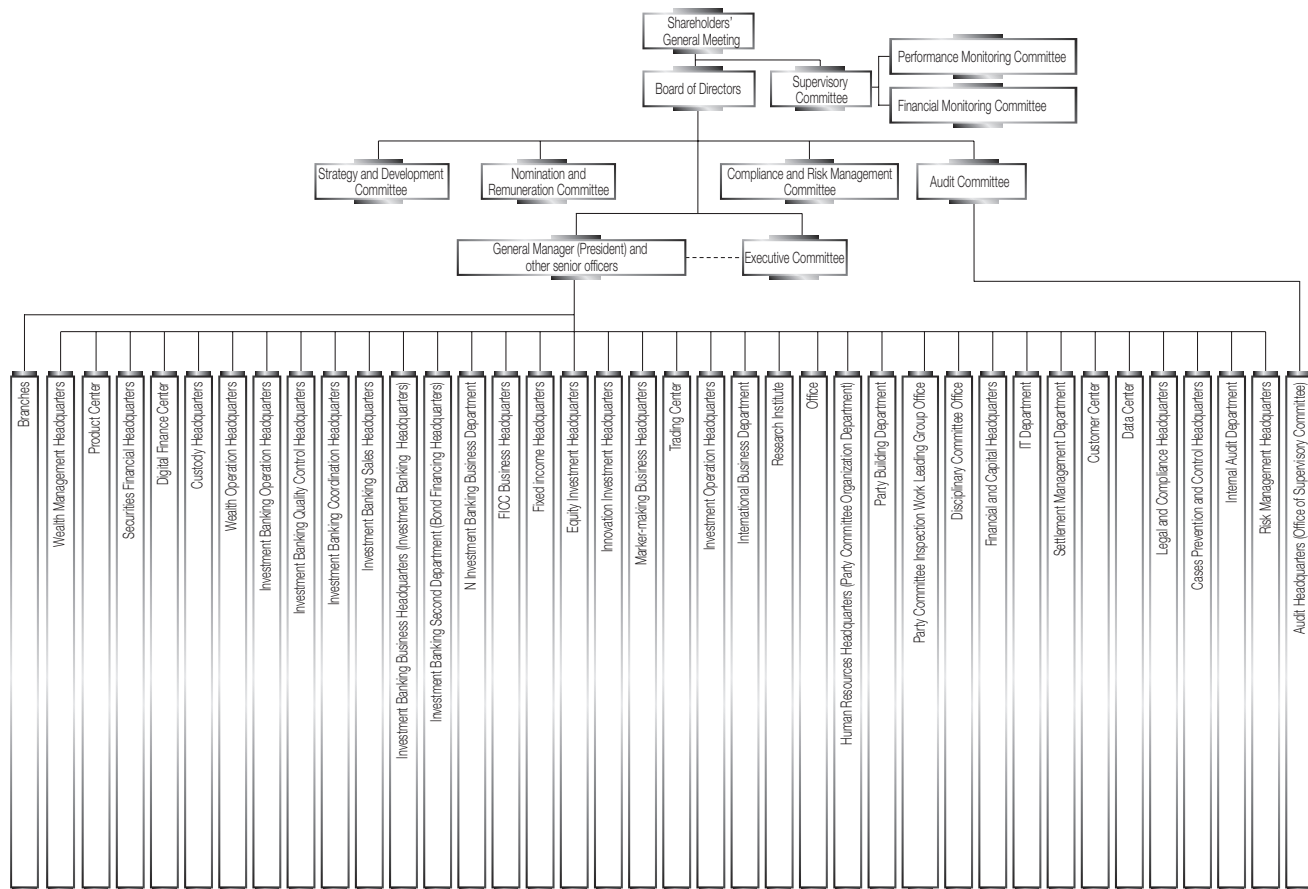 Shareholders'
General Meeting
Performance Monitoring Committee
Board of Directors
Supervisory
Committee
Financial Monitoring Committee
Strategy and Development
Committee
Nomination and
Remuneration Committee
Compliance and Risk Management
Committee
Audit Committee
General Manager (President) and
other senior officers
Executive Committee
Branches
Wealth Management Headquarters
Product Center
Securities Financial Headquarters
Digital Finance Center
Custody Headquarters
Wealth Operation Headquarters
Investment Banking Operation Headquarters
Investment Banking Quality Control Headquarters
Investment Banking Coordination Headquarters
Investment Banking Sales Headquarters
Investment Banking Business Headquarters (Investment Banking Headquarters)
Investment Banking Second Department (Bond Financing Headquarters)
N Investment Banking Business Department
FICC Business Headquarters
Fixed income Headquarters
Equity Investment Headquarters
Innovation Investment Headquarters
Marker-making Business Headquarters
Trading Center
Investment Operation Headquarters
International Business Department
Research Institute
Office
Human Resources Headquarters (Party Committee Organization Department)
Party Building Department
Party Committee Inspection Work Leading Group Office
Disciplinary Committee Office
Financial and Capital Headquarters
IT Department
Settlement Management Department
Customer Center
Data Center
Legal and Compliance Headquarters
Cases Prevention and Control Headquarters
Internal Audit Department
Risk Management Headquarters
Audit Headquarters (Office of Supervisory Committee)